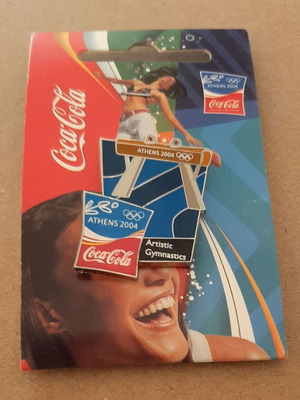 Coca-Cola
ATHENS 2004
Coca-Cola
ATHENS 2004
ATHENS 2004
Coca-Cola
Artistic
Gymnastics